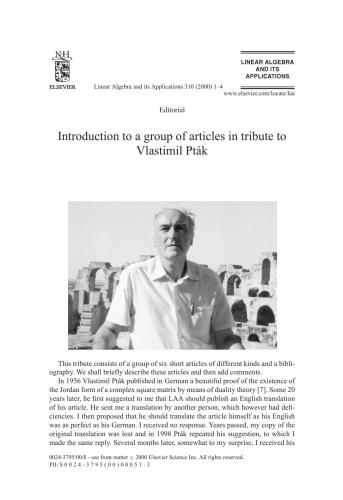 NH
ELSEVIER
Linear Algebra and its Applications 310 (2000) 1–4
LINEAR ALGEBRA
AND ITS
APPLICATIONS
www.elsevier.com/locate/laa
Editorial
Introduction to a group of articles in tribute to
Vlastimil Pták
This tribute consists of a group of six short articles of different kinds and a bibli-
ography. We shall briefly describe these articles and then add comments.
In 1956 Vlastimil Pták published in German a beautiful proof of the existence of
the Jordan form of a complex square matrix by means of duality theory [7]. Some 20
years later, he first suggested to me that LAA should publish an English translation
of his article. He sent me a translation by another person, which however had defi-
ciencies. I then proposed that he should translate the article himself as his English
was as perfect as his German. I received no response. Years passed, my copy of the
original translation was lost and in 1998 Pták repeated his suggestion, to which I
made the same reply. Several months later, somewhat to my surprise, I received his
0024-3795/00/$ - see front matter © 2000 Elsevier Science Inc. All rights reserved.
PII: S 0 0 2 4 - 3 7 9 5 ( 0 0 ) 0 0 0 5 1 - 3